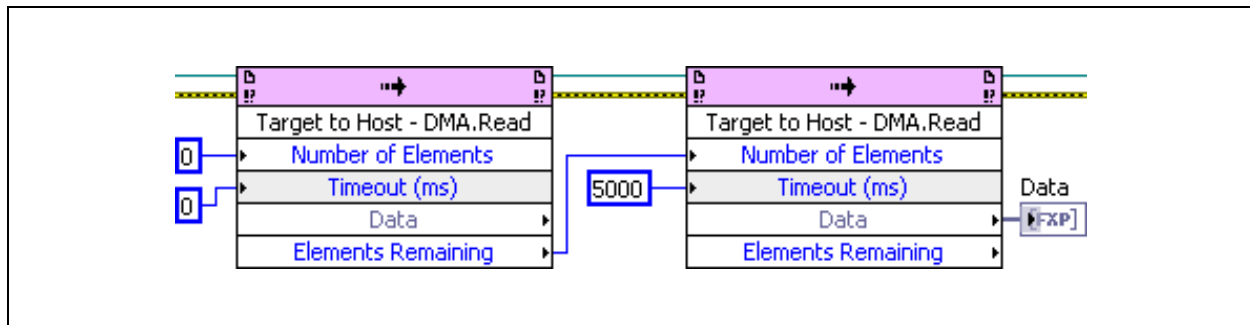 !? !? !? !?
Target to Host - DMA.Read Target to Host - DMA.Read
0 Number of Elements Number of Elements
0 Timeout (ms) 5000 Timeout (ms) Data
Data Data [FXP]
Elements Remaining Elements Remaining